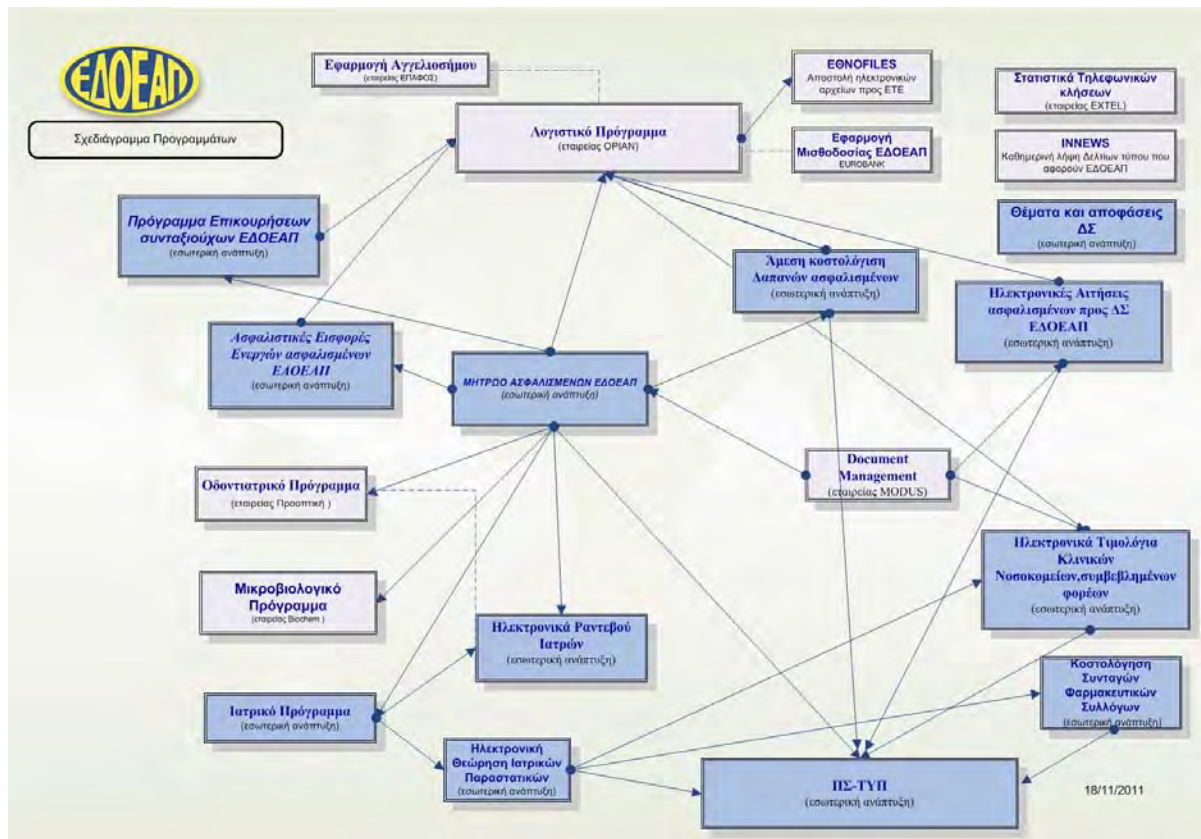 ΕΔΟΕΑΠ
Σχεδιάγραμμα Προγραμμάτων
Εφαρμογή Αγγελιοσήμου
(εταιρείας ΕΠΑΦΟΣ)
Λογιστικό Πρόγραμμα
(εταιρείας OPIAN)
EΘNOFILES
Αποστολή ηλεκτρονικών
αρχείων προς ΕΤΕ
Εφαρμογή
Μισθοδοσίας ΕΔΟΕΑΠ
EUROBANK
Στατιστικά Τηλεφωνικών
κλήσεων
(εταιρείας EXTEL)
INNEWS
Καθημερινή λήψη Δελτίων τύπου που
αφορούν ΕΔΟΕΑΠ
Θέματα και αποφάσεις
ΔΣ
(εσωτερική ανάπτυξη)
Πρόγραμμα Επικουρήσεων
συνταξιούχων ΕΔΟΕΑΠ
(εσωτερική ανάπτυξη)
Άμεση κοστολόγιση
Δαπανών ασφαλισμένων
(εσωτερική ανάπτυξη)
Ηλεκτρονικές Αιτήσεις
ασφαλισμένων προς ΔΣ
ΕΔΟΕΑΠ
(εσωτερική ανάπτυξη)
Ασφαλιστικές Εισφορές
Ενεργών ασφαλισμένων
ΕΔΟΕΑΠ
(εσωτερική ανάπτυξη)
ΜΗΤΡΩΟ ΑΣΦΑΛΙΣΜΕΝΩΝ ΕΔΟΕΑΠ
(εσωτερική ανάπτυξη)
Οδοντιατρικό Πρόγραμμα
(εταιρείας Προοπτική )
Document
Management
(εταιρείας MODUS)
Μικροβιολογικό
Πρόγραμμα
(εταιρείας Biochem )
Ηλεκτρονικά Ραντεβού
Ιατρών
(εσωτερική ανάπτυξη)
Ηλεκτρονικά Τιμολόγια
Κλινικών
Νοσοκομείων,συμβεβλημένων
φορέων
(εσωτερική ανάπτυξη)
Ιατρικό Πρόγραμμα
(εσωτερική ανάπτυξη)
Ηλεκτρονική
Θεώρηση Ιατρικών
Παραστατικών
(εσωτερική ανάπτυξη)
Κοστολόγηση
Συνταγών
Φαρμακευτικών
Συλλόγων
(εσωτερική ανάπτυξη)
ΠΣ-ΤΥΠ
(εσωτερική ανάπτυξη)
18/11/2011